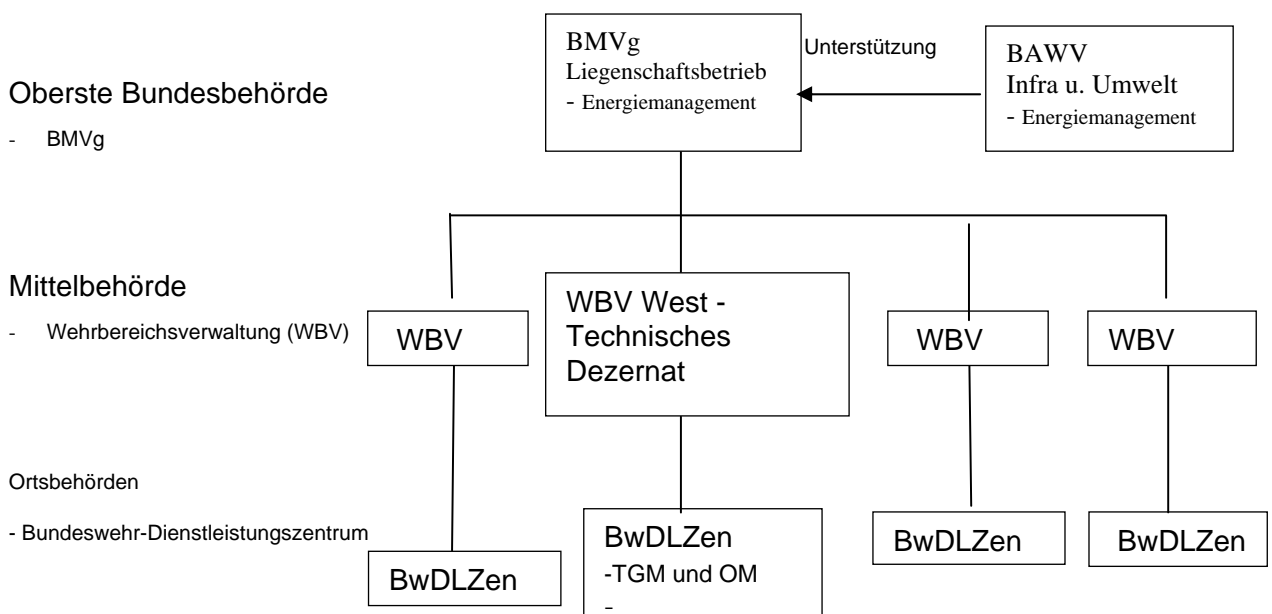 BMVg
Liegenschaftsbetrieb
- Energiemanagement
Unterstützung
BAWV
Infra u. Umwelt
- Energiemanagement
Oberste Bundesbehörde
- BMVg
Mittelbehörde
- Wehrbereichsverwaltung (WBV)
WBV
WBV West -
Technisches
Dezernat
WBV
WBV
Ortsbehörden
- Bundeswehr-Dienstleistungszentrum
BwDLZen
BwDLZen
-TGM und OM
-
BwDLZen
BwDLZen